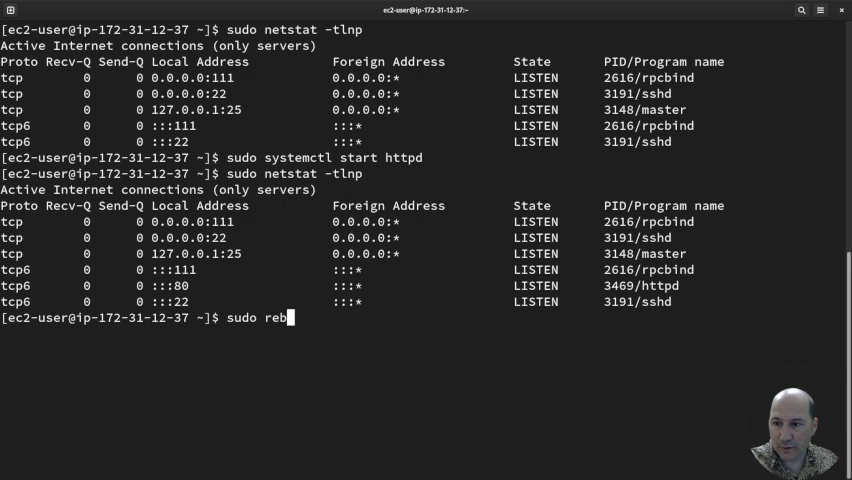 ec2-user@ip-172-31-12-37:~
[ec2-user@ip-172-31-12-37 ~]$ sudo netstat -tlnp
Active Internet connections (only servers)
Proto Recv-Q Send-Q Local Address Foreign Address State PID/Program name
tcp 0 0 0.0.0.0:111 0.0.0.0:* LISTEN 2616/rpcbind
tcp 0 0 0.0.0.0:22 0.0.0.0:* LISTEN 3191/sshd
tcp 0 0 127.0.0.1:25 0.0.0.0:* LISTEN 3148/master
tcp6 0 0 :::111 :::* LISTEN 2616/rpcbind
tcp6 0 0 :::22 :::* LISTEN 3191/sshd
[ec2-user@ip-172-31-12-37 ~]$ sudo systemctl start httpd
[ec2-user@ip-172-31-12-37 ~]$ sudo netstat -tlnp
Active Internet connections (only servers)
Proto Recv-Q Send-Q Local Address Foreign Address State PID/Program name
tcp 0 0 0.0.0.0:111 0.0.0.0:* LISTEN 2616/rpcbind
tcp 0 0 0.0.0.0:22 0.0.0.0:* LISTEN 3191/sshd
tcp 0 0 127.0.0.1:25 0.0.0.0:* LISTEN 3148/master
tcp6 0 0 :::111 :::* LISTEN 2616/rpcbind
tcp6 0 0 :::80 :::* LISTEN 3469/httpd
tcp6 0 0 :::22 :::* LISTEN 3191/sshd
[ec2-user@ip-172-31-12-37 ~]$ sudo reb